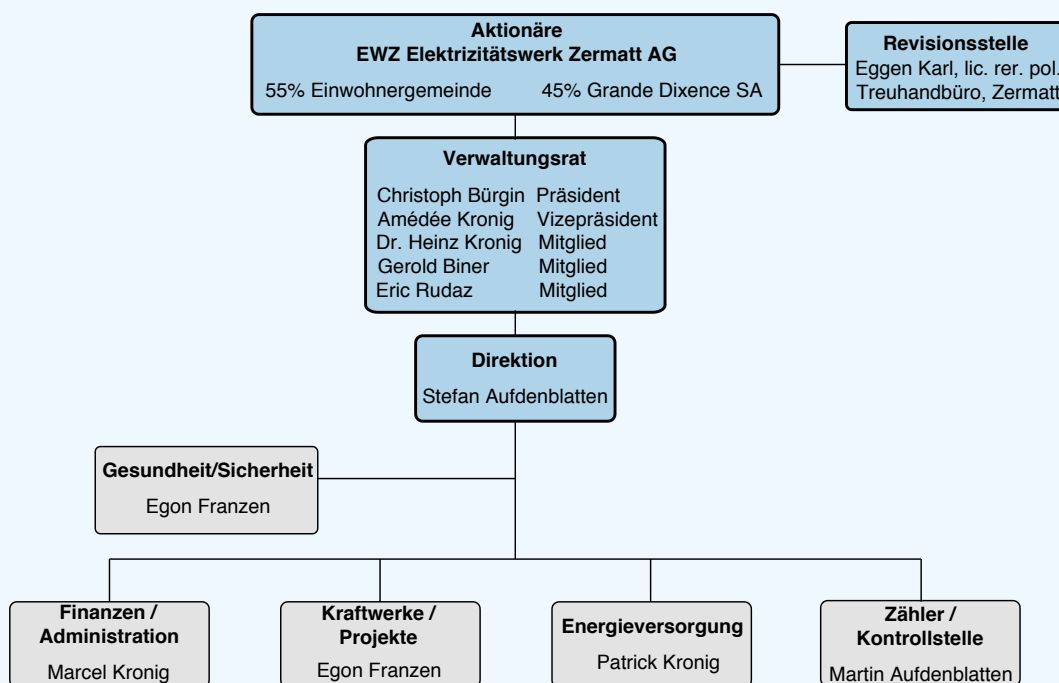 Aktionäre
EWZ Elektrizitätswerk Zermatt AG
55% Einwohnergemeinde 45% Grande Dixence SA
Revisionsstelle
Eggen Karl, lic. rer. pol.
Treuhandbüro, Zermatt
Verwaltungsrat
Christoph Bürgin Präsident
Amédée Kronig Vizepräsident
Dr. Heinz Kronig Mitglied
Gerold Biner Mitglied
Eric Rudaz Mitglied
Direktion
Stefan Aufdenblatten
Gesundheit/Sicherheit
Egon Franzen
Finanzen /
Administration
Marcel Kronig
Kraftwerke /
Projekte
Egon Franzen
Energieversorgung
Patrick Kronig
Zähler /
Kontrollstelle
Martin Aufdenblatten